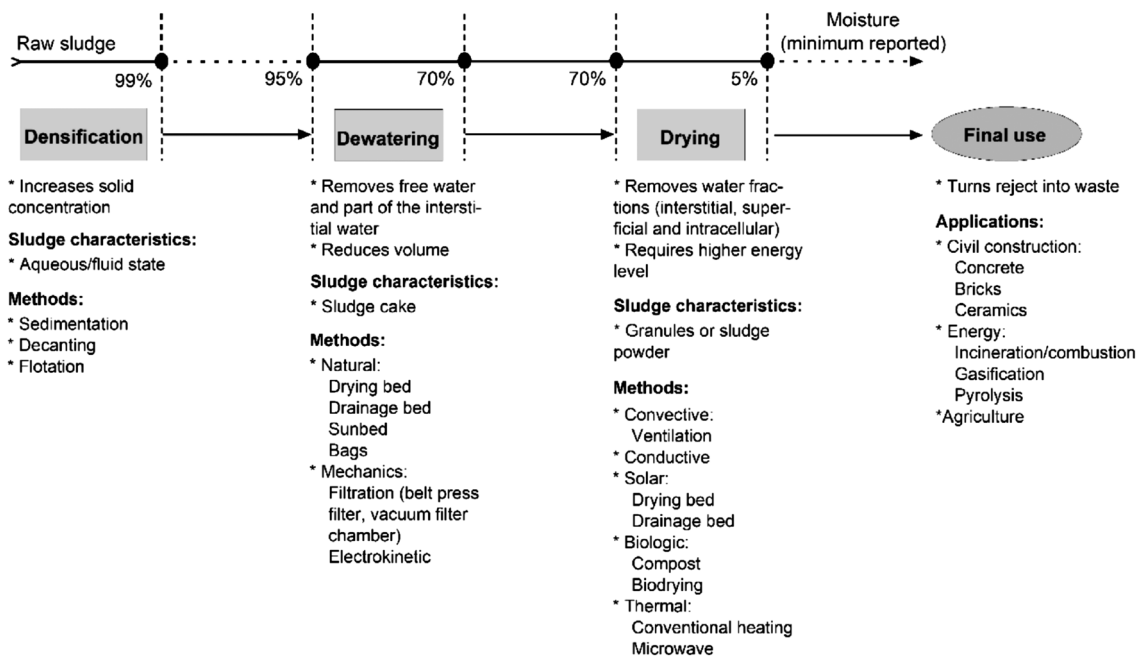 Raw sludge
Moisture
(minimum reported)
99%
95%
70%
70%
5%
Densification
Dewatering
Drying
Final use
* Increases solid
concentration
Sludge characteristics:
* Aqueous/fluid state
Methods:
* Sedimentation
* Decanting
* Flotation
* Removes free water
and part of the intersti-
tial water
* Reduces volume
Sludge characteristics:
* Sludge cake
Methods:
* Natural:
Drying bed
Drainage bed
Sunbed
Bags
* Mechanics:
Filtration (belt press
filter, vacuum filter
chamber)
Electrokinetic
* Removes water frac-
tions (interstitial, super-
ficial and intracellular)
* Requires higher energy
level
Sludge characteristics:
* Granules or sludge
powder
Methods:
* Convective:
Ventilation
* Conductive
* Solar:
Drying bed
Drainage bed
* Biologic:
Compost
Biodrying
* Thermal:
Conventional heating
Microwave
* Turns reject into waste
Applications:
* Civil construction:
Concrete
Bricks
Ceramics
* Energy:
Incineration/combustion
Gasification
Pyrolysis
*Agriculture